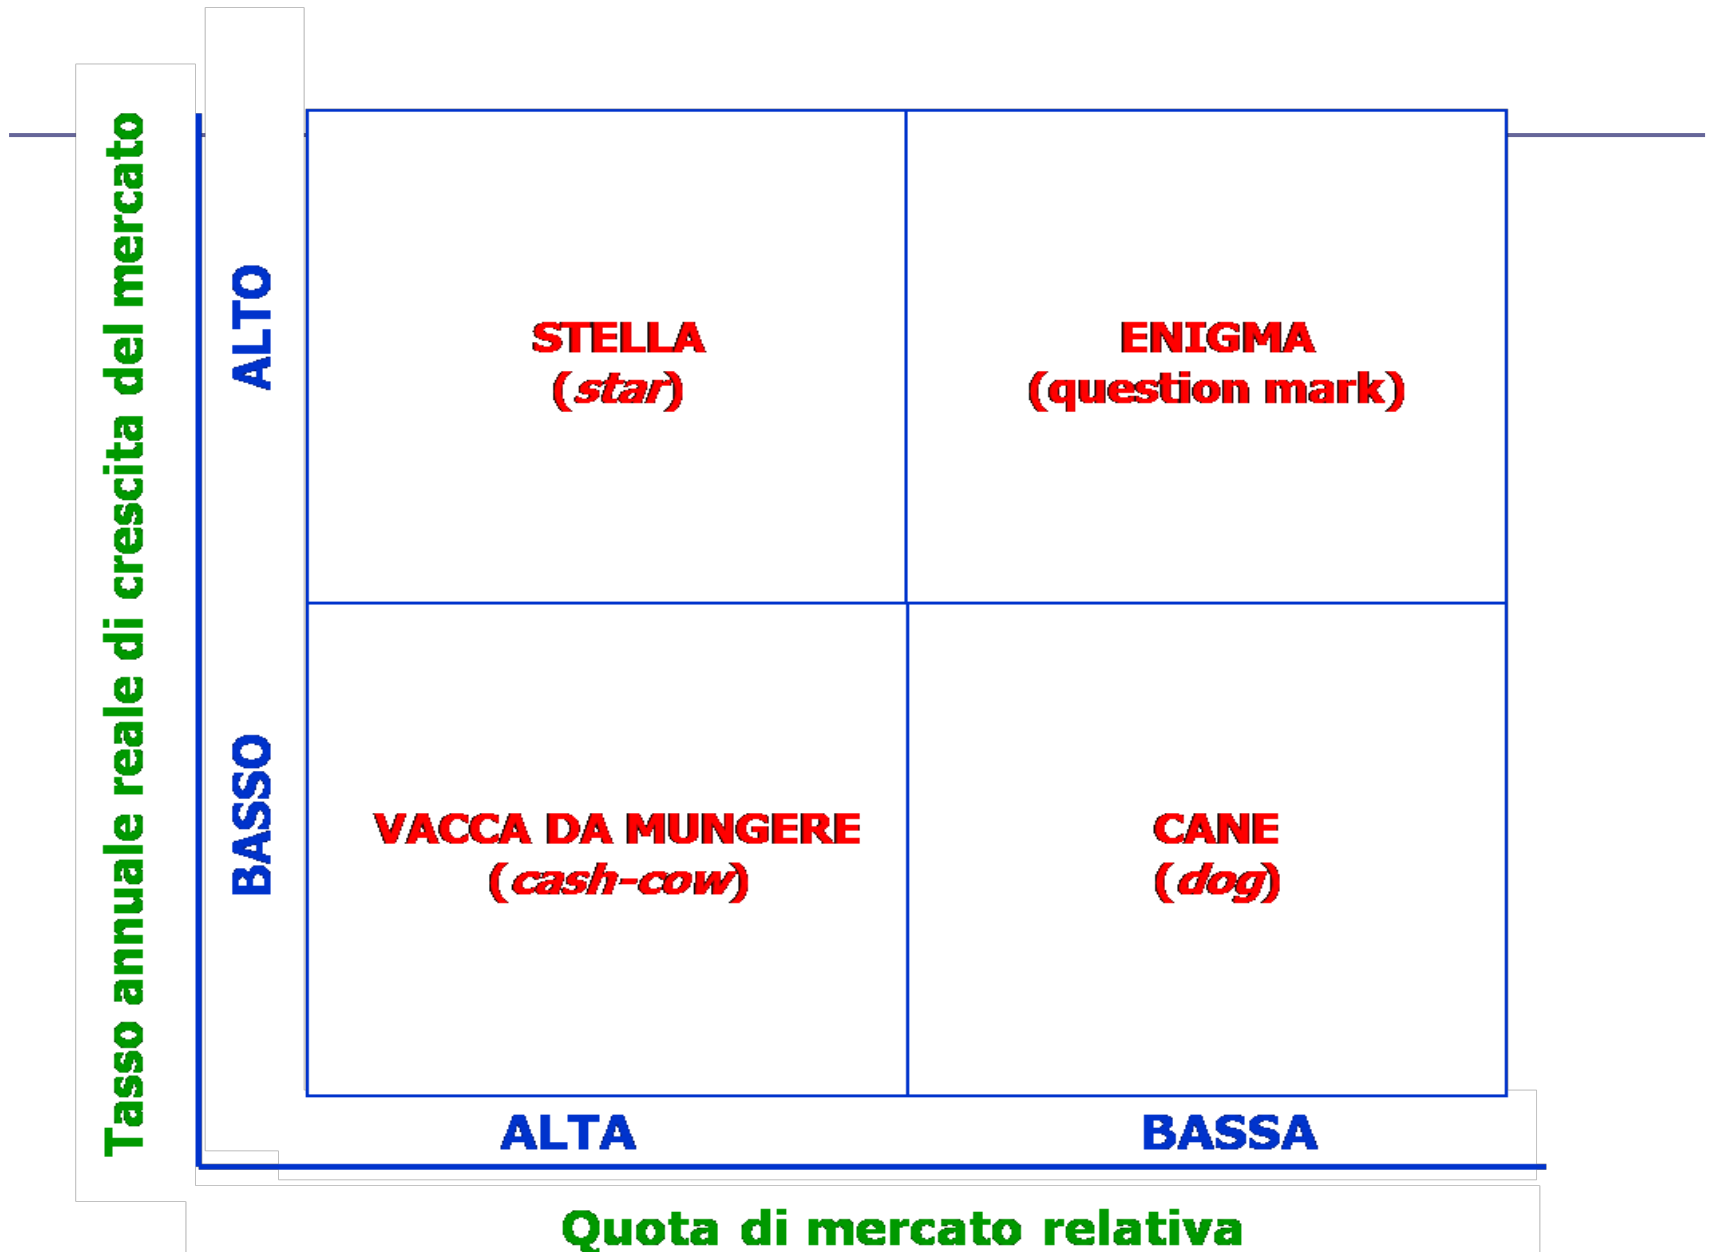 Tasso annuale reale di crescita del mercato
ALTO
STELLA
(star)
ENIGMA
(question mark)
BASSO
VACCA DA MUNGERE
(cash-cow)
CANE
(dog)
ALTA
BASSA
Quota di mercato relativa